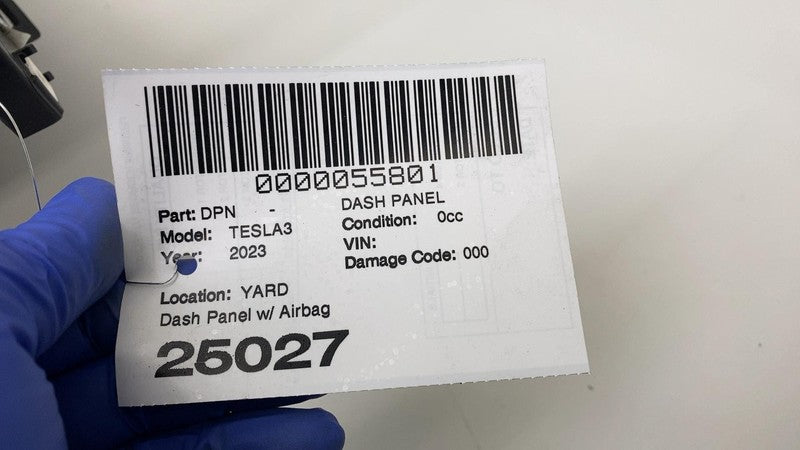 0000055801
Part: DPN - DASH PANEL
Model: TESLA3 Condition: 0cc
Year: 2023 VIN:
Damage Code: 000
Location: YARD
Dash Panel w/ Airbag
25027